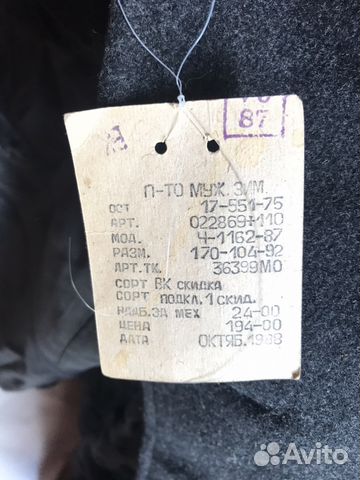 87
П-ТО МУЖ. ЗИМ.
ОСТ 17-551-75
АРТ. 022869+110
МОД. 4-1162-87
РАЗМ. 170-104-92
АРТ.ТК. 36399МО
СОРТ ВК СКИДКА
СОРТ ПОДКЛ. 1 СКИД.
НАДБ.ЗА МЕХ 24-00
ЦЕНА 194-00
ДАТА ОКТЯБ.1988
Avito